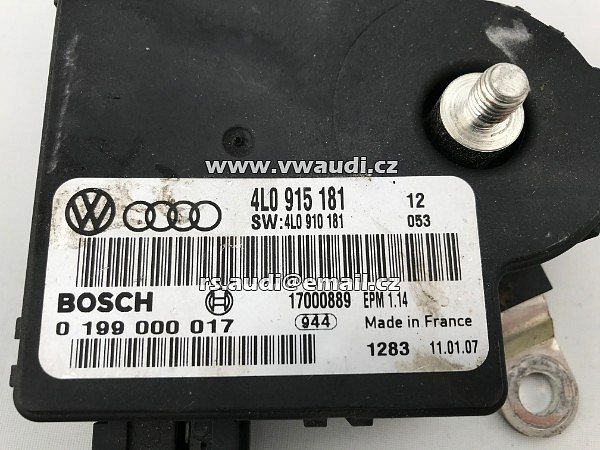 www.vwaudi.cz
4L0 915 181 12
SW:4L0 910 181 053
rs.audi@email.cz
BOSCH 17000889 EPM 1.14
0 199 000 017 944 Made in France
1283 11.01.07